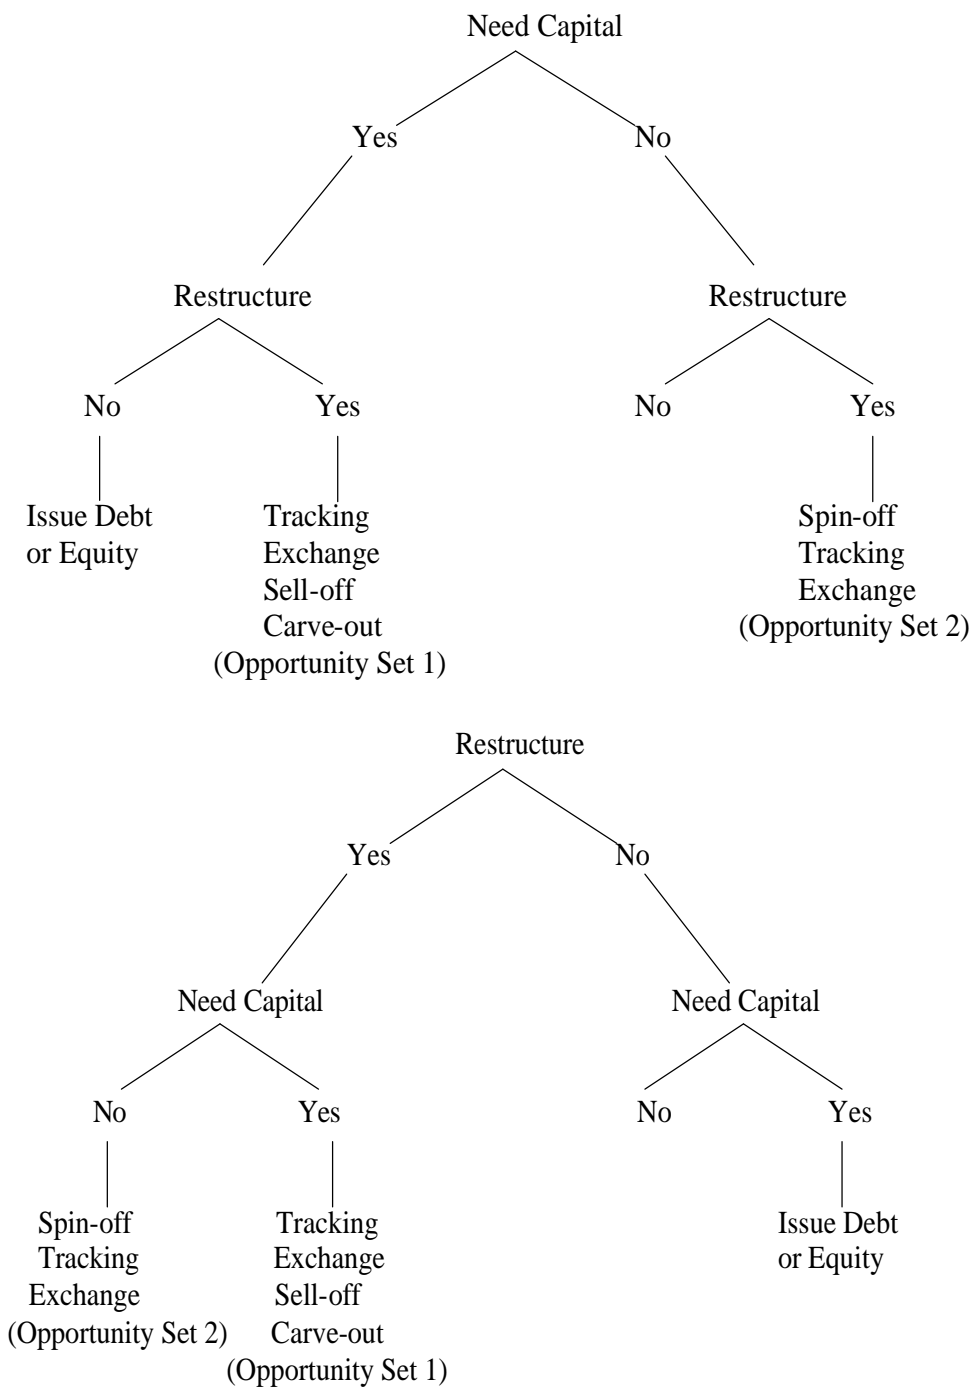 Need Capital
Yes
No
Restructure
Restructure
No
Yes
No
Yes
Issue Debt
or Equity
Tracking
Exchange
Sell-off
Carve-out
(Opportunity Set 1)
Spin-off
Tracking
Exchange
(Opportunity Set 2)
Restructure
Yes
No
Need Capital
Need Capital
No
Yes
No
Yes
Spin-off
Tracking
Exchange
(Opportunity Set 2)
Tracking
Exchange
Sell-off
Carve-out
(Opportunity Set 1)
Issue Debt
or Equity